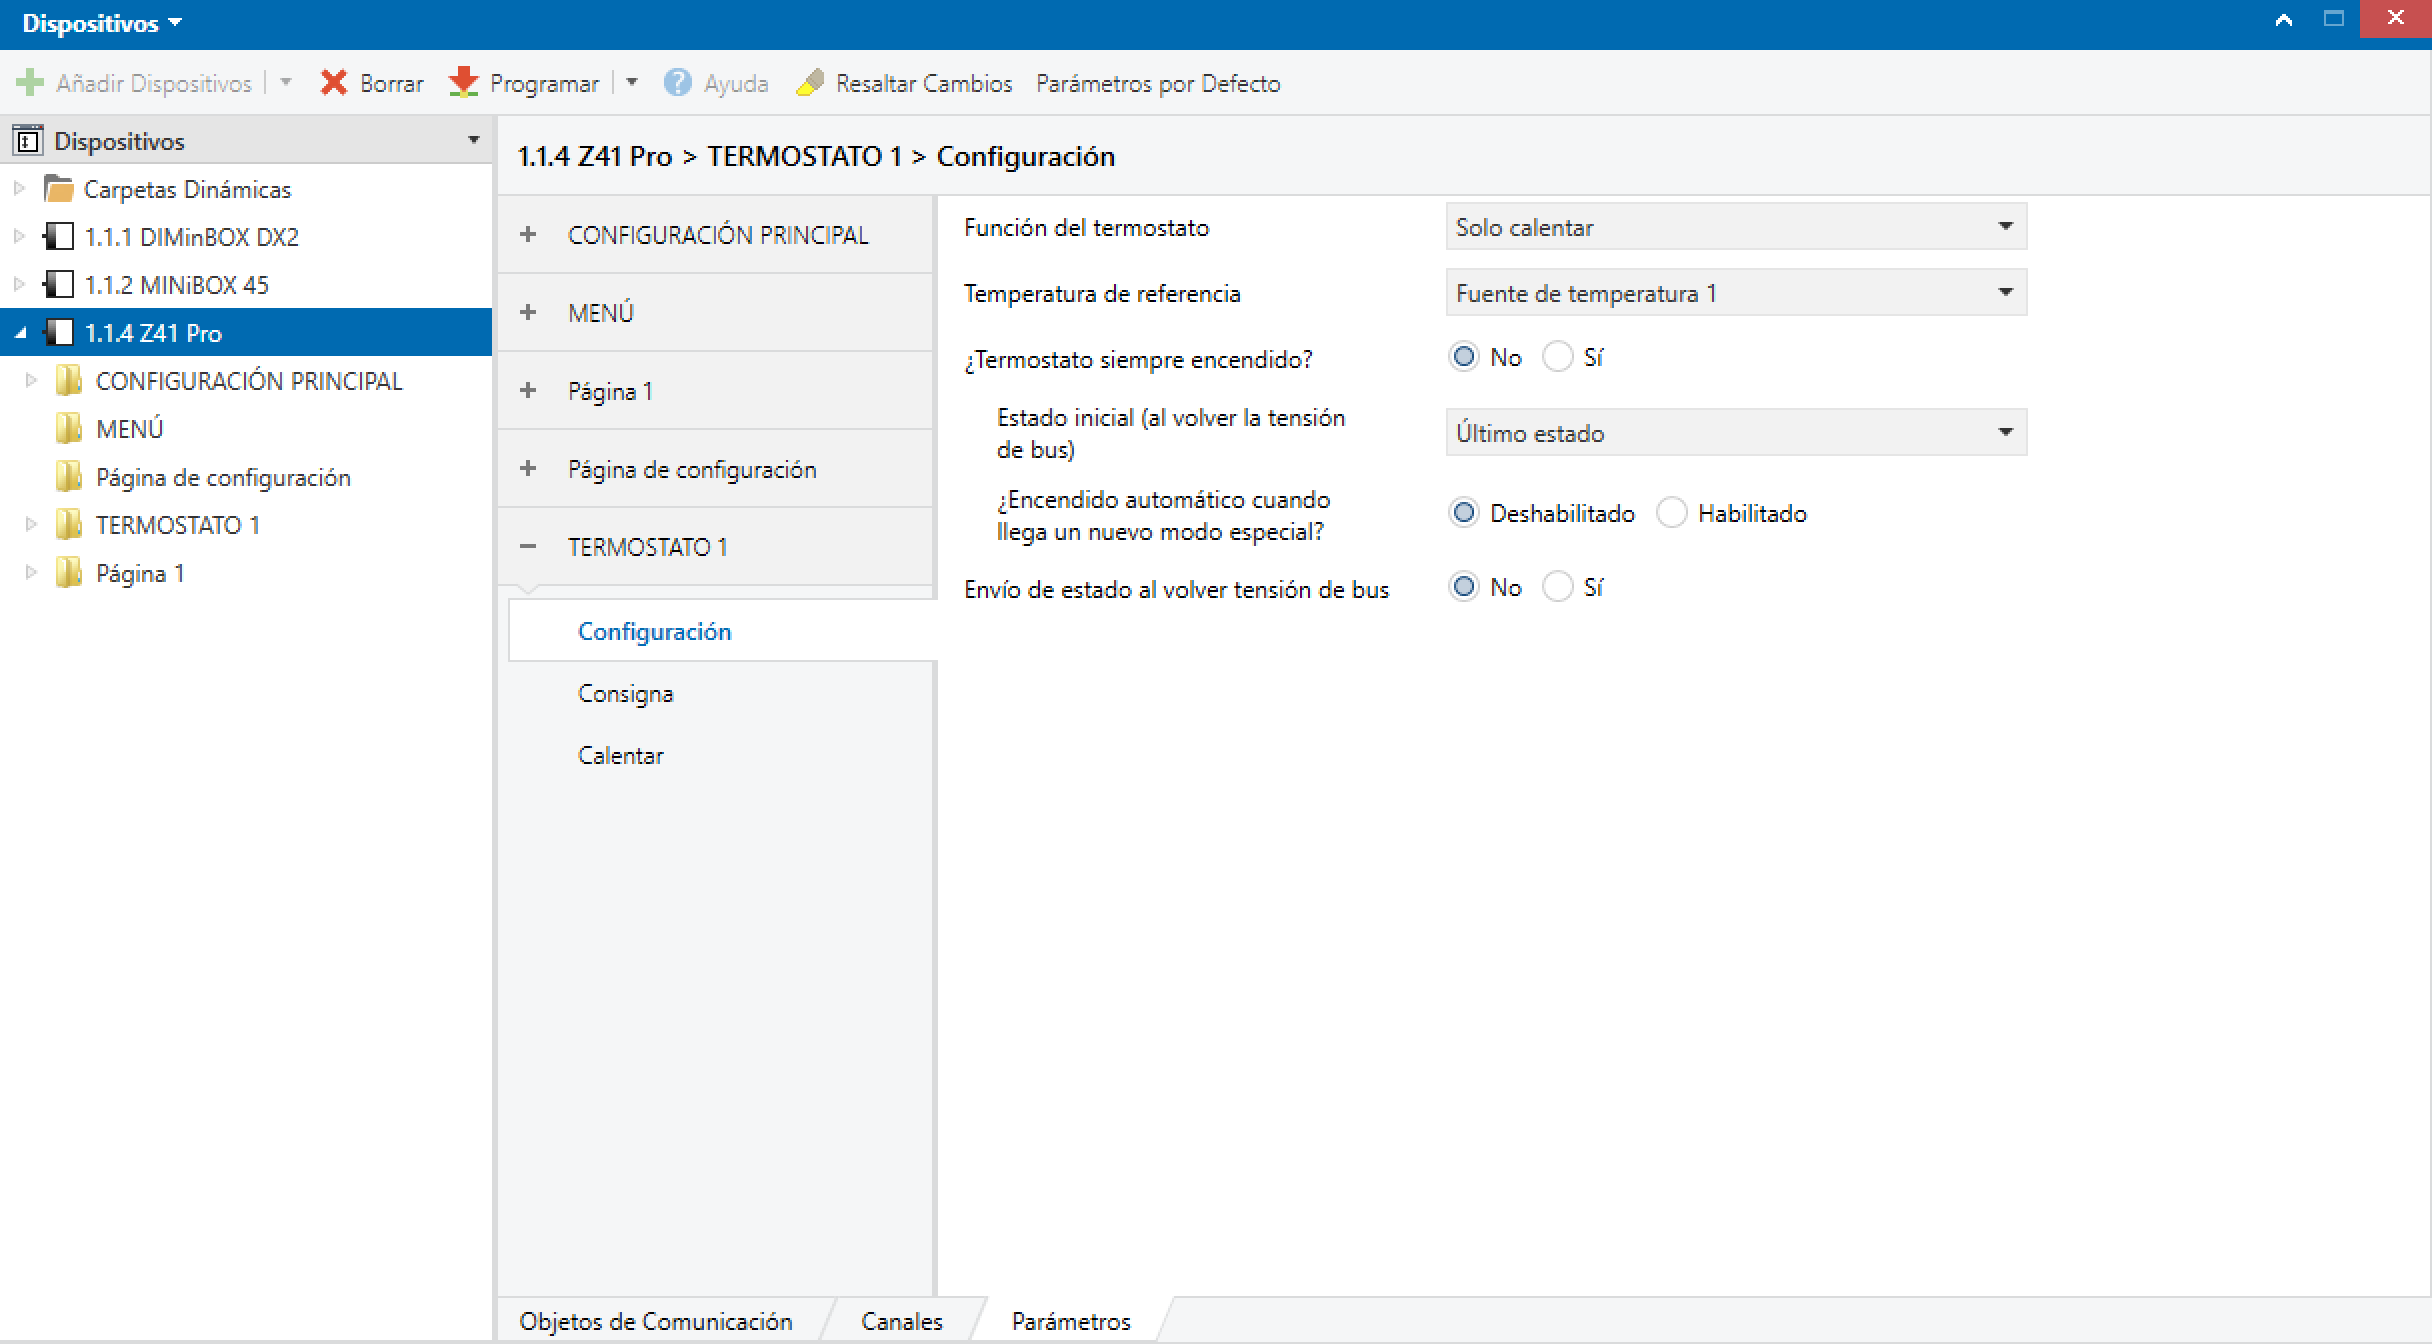 Dispositivos
Añadir Dispositivos
Borrar
Programar
Ayuda
Resaltar Cambios
Parámetros por Defecto
Dispositivos
Carpetas Dinámicas
1.1.1 DIMinBOX DX2
1.1.2 MINiBOX 45
1.1.4 Z41 Pro
CONFIGURACIÓN PRINCIPAL
MENÚ
Página de configuración
TERMOSTATO 1
Página 1
1.1.4 Z41 Pro > TERMOSTATO 1 > Configuración
CONFIGURACIÓN PRINCIPAL
MENÚ
Página 1
Página de configuración
TERMOSTATO 1
Configuración
Consigna
Calentar
Función del termostato
Solo calentar
Temperatura de referencia
Fuente de temperatura 1
¿Termostato siempre encendido?
No
Sí
Estado inicial (al volver la tensión
de bus)
Último estado
¿Encendido automático cuando
llega un nuevo modo especial?
Deshabilitado
Habilitado
Envío de estado al volver tensión de bus
No
Sí
Objetos de Comunicación
Canales
Parámetros